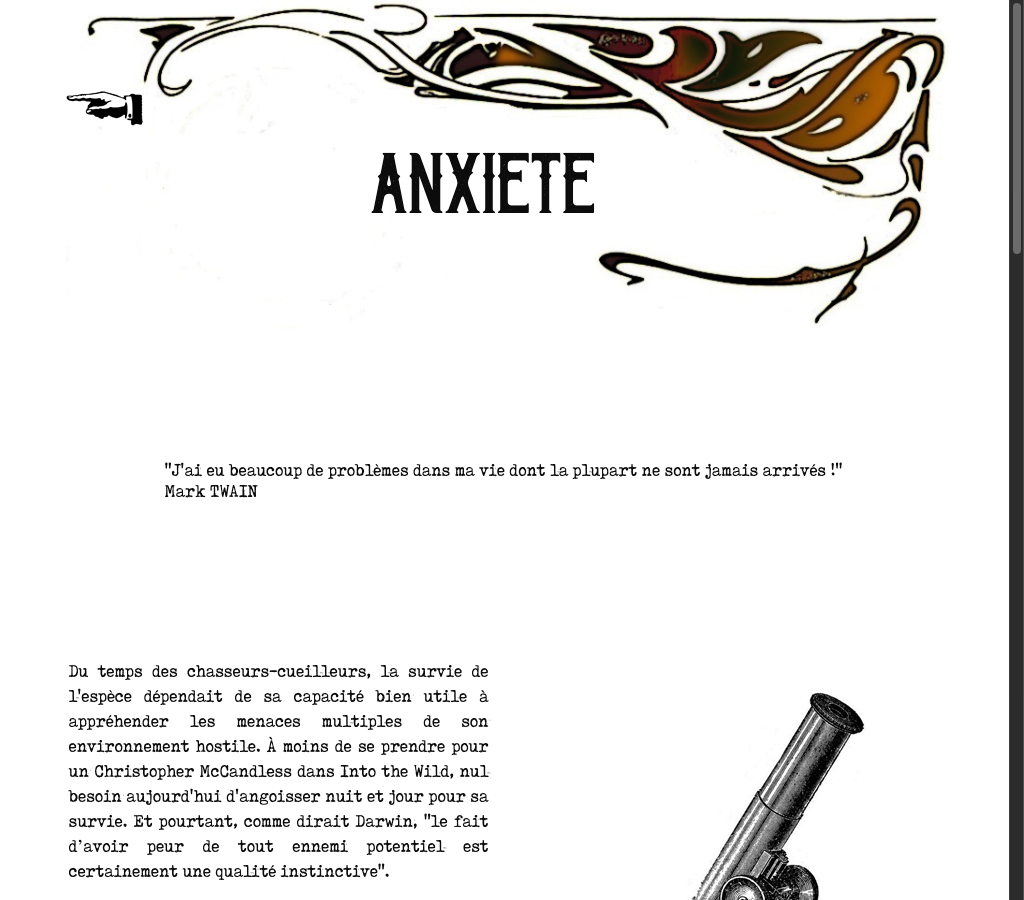 ANXIETE
"J'ai eu beaucoup de problèmes dans ma vie dont la plupart ne sont jamais arrivés !"
Mark TWAIN
Du temps des chasseurs-cueilleurs, la survie de
l'espèce dépendait de sa capacité bien utile à
appréhender les menaces multiples de son
environnement hostile. À moins de se prendre pour
un Christopher McCandless dans Into the Wild, nul
besoin aujourd'hui d'angoisser nuit et jour pour sa
survie. Et pourtant, comme dirait Darwin, "le fait
d’avoir peur de tout ennemi potentiel est
certainement une qualité instinctive".